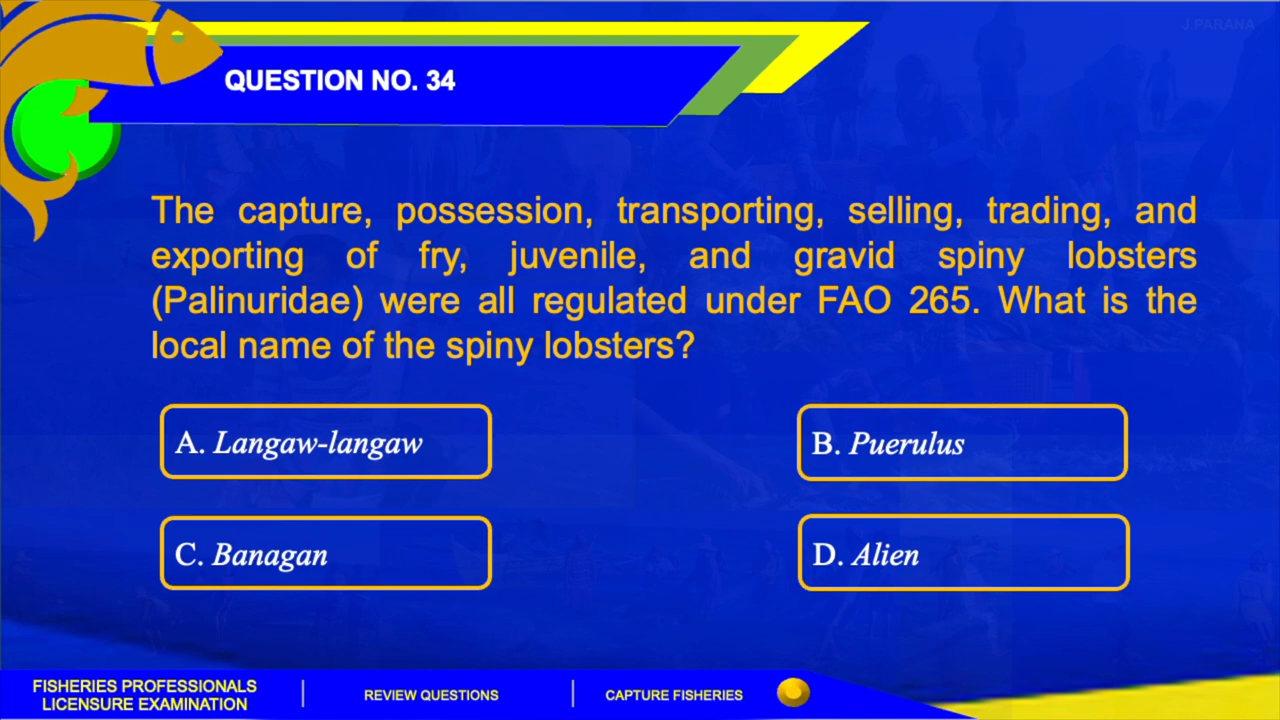 J.PARANA
QUESTION NO. 34
The capture, possession, transporting, selling, trading, and
exporting of fry, juvenile, and gravid spiny lobsters
(Palinuridae) were all regulated under FAO 265. What is the
local name of the spiny lobsters?
A. Langaw-langaw
B. Puerulus
C. Banagan
D. Alien
FISHERIES PROFESSIONALS
LICENSURE EXAMINATION
REVIEW QUESTIONS
CAPTURE FISHERIES